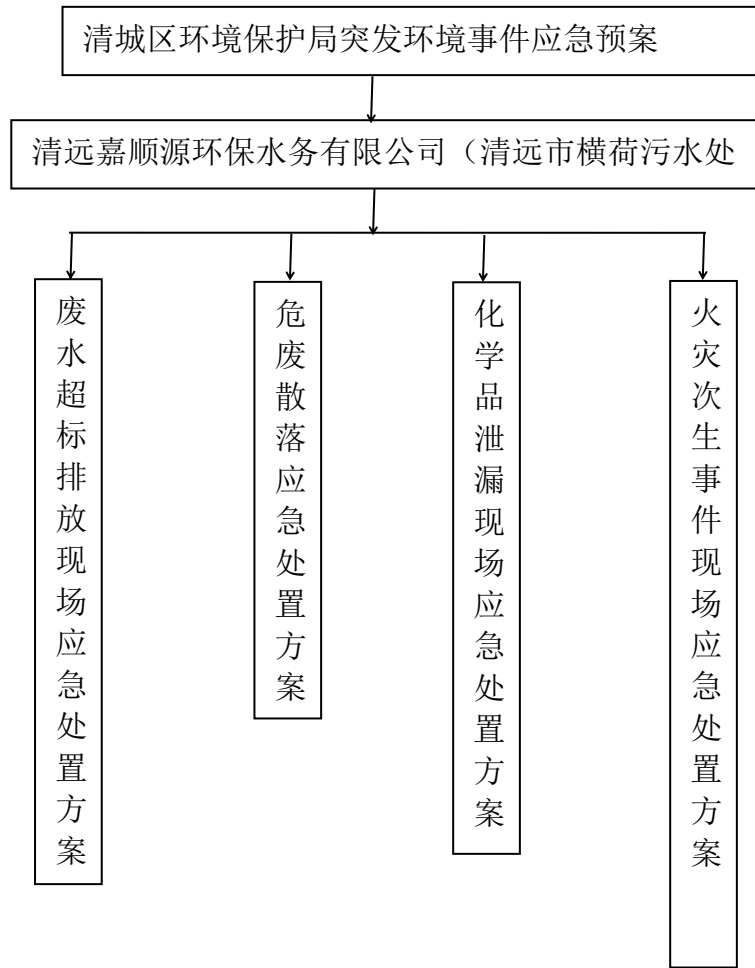 清城区环境保护局突发环境事件应急预案
清远嘉顺源环保水务有限公司（清远市横荷污水处
废水超标排放现场应急处置方案
危废散落应急处置方案
化学品泄漏现场应急处置方案
火灾次生事件现场应急处置方案